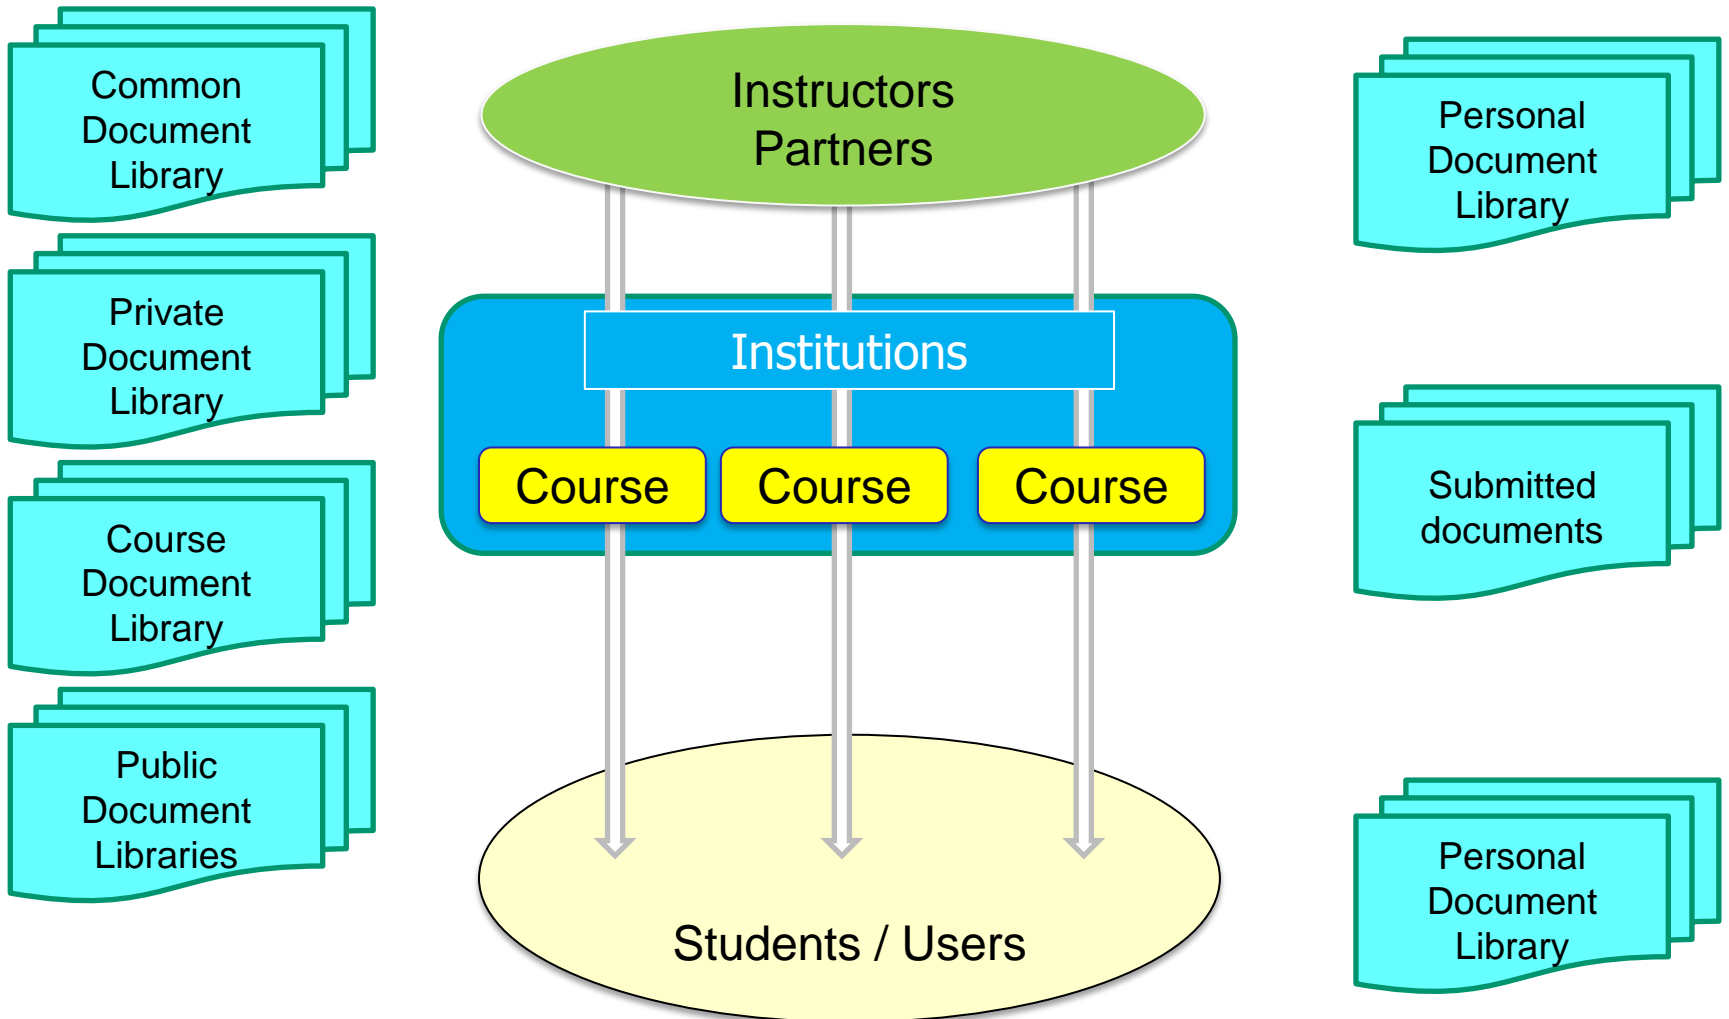 Common
Document
Library
Private
Document
Library
Course
Document
Library
Public
Document
Libraries
Instructors
Partners
Institutions
Course
Course
Course
Students / Users
Personal
Document
Library
Submitted
documents
Personal
Document
Library